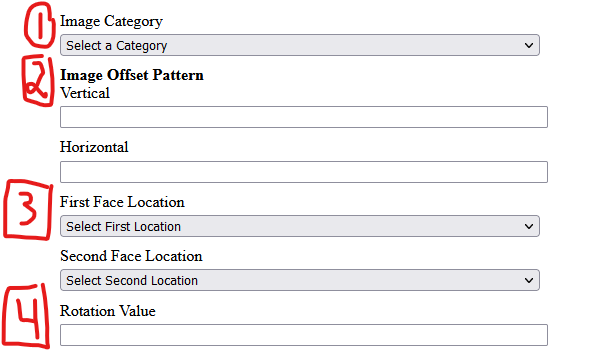 1 Image Category
Select a Category
2 Image Offset Pattern
Vertical
Horizontal
3 First Face Location
Select First Location
Second Face Location
Select Second Location
4 Rotation Value